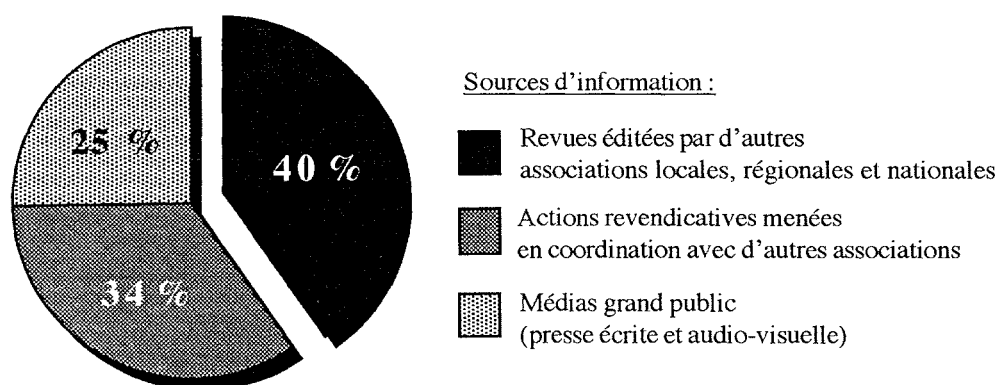 25 %
40 %
34 %
Sources d'information :
Revues éditées par d'autres
associations locales, régionales et nationales
Actions revendicatives menées
en coordination avec d'autres associations
Médias grand public
(presse écrite et audio-visuelle)